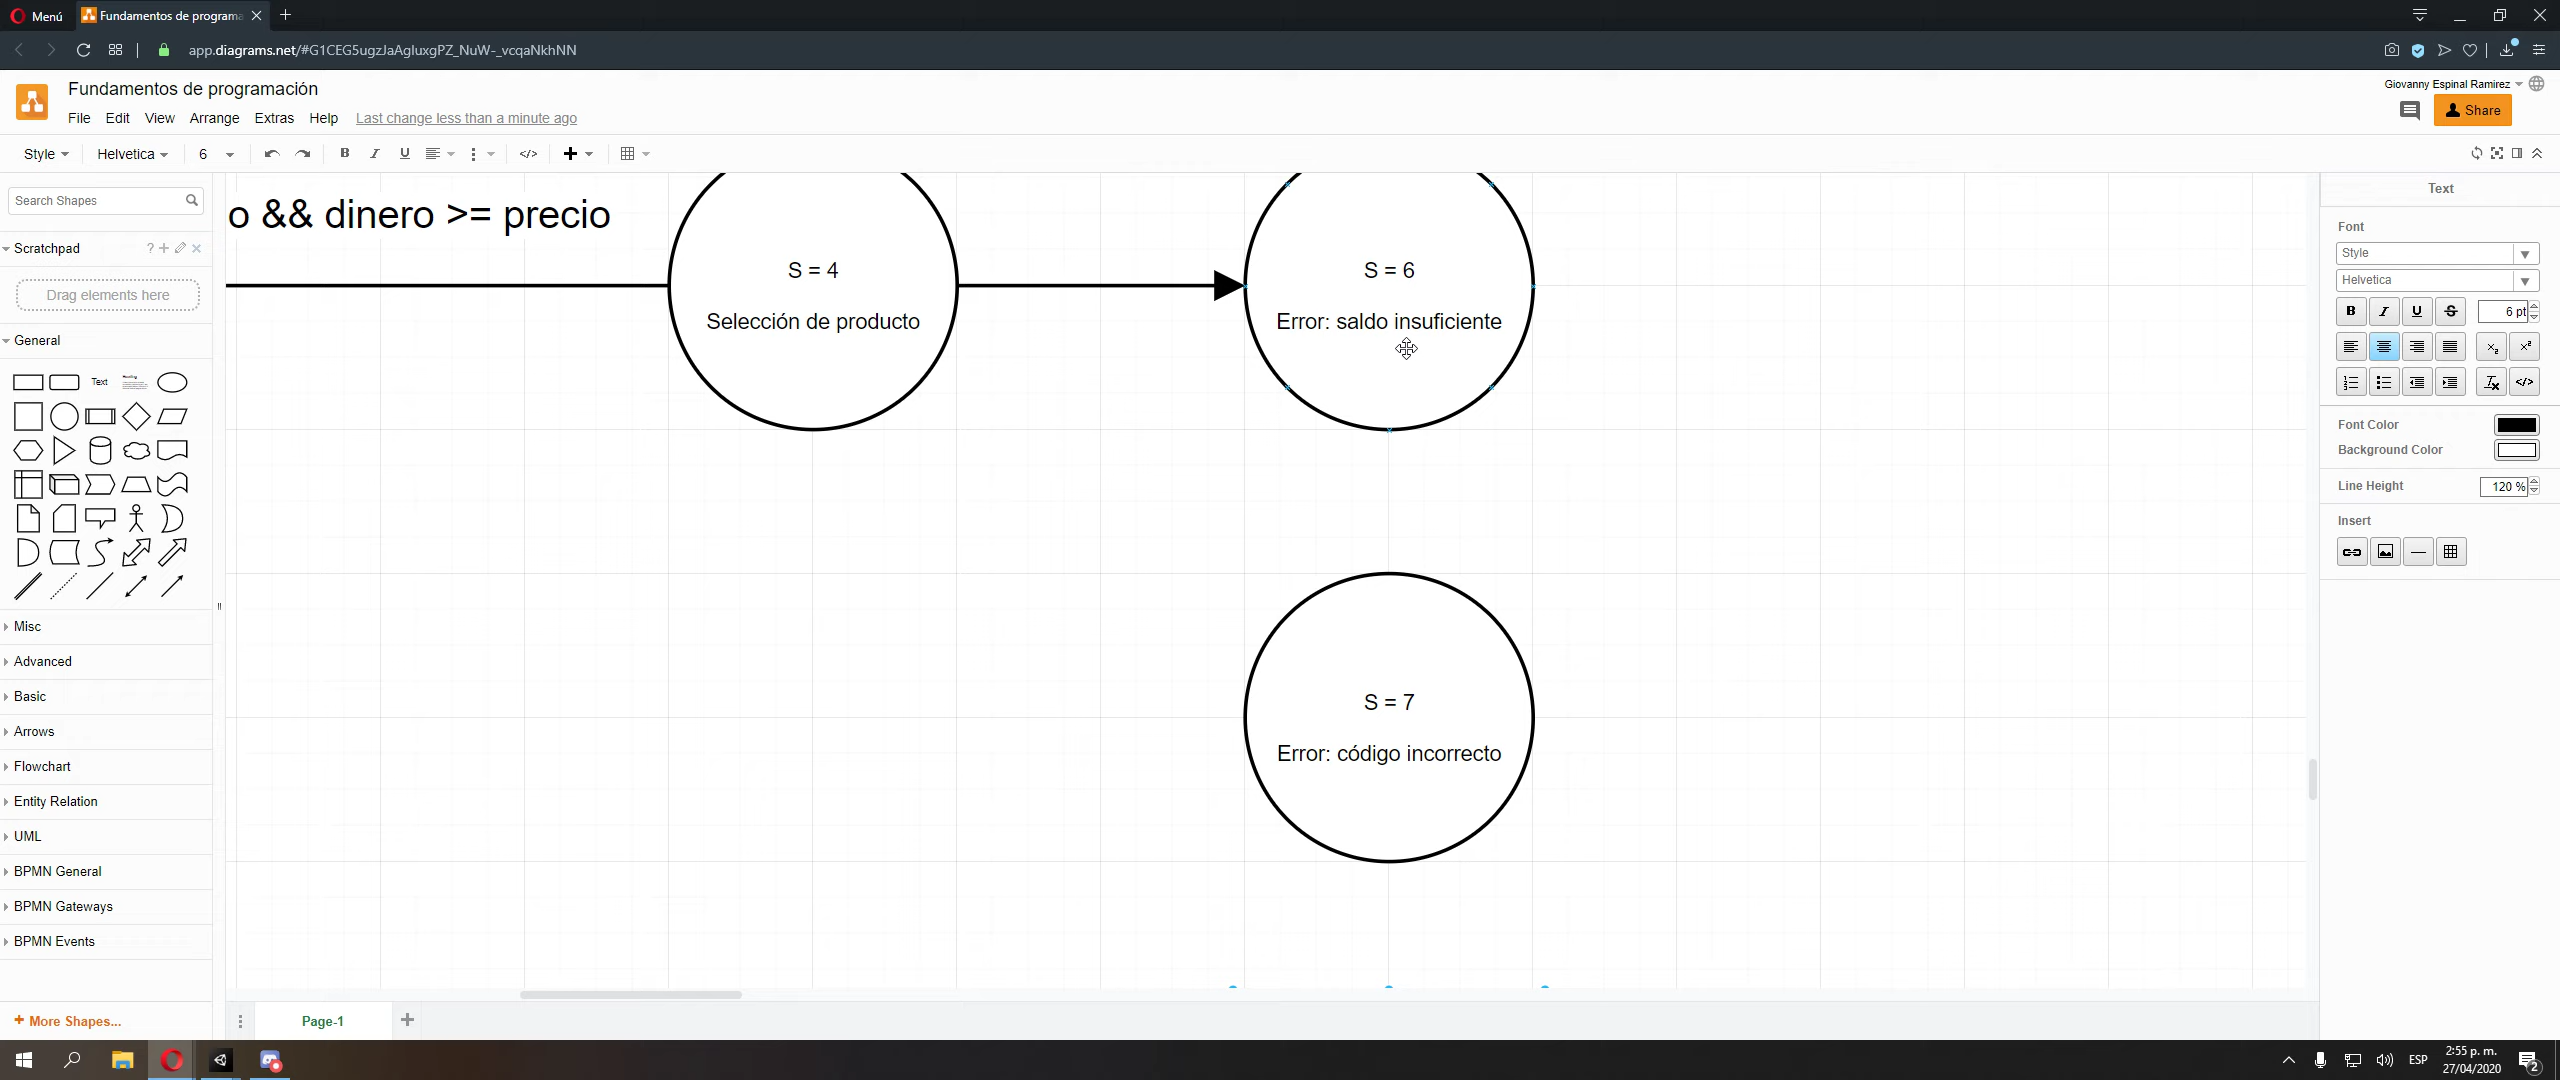 Menú
Fundamentos de programa
app.diagrams.net/#G1CEG5ugzJaAgluxgPZ_NuW-_vcqaNkhNN
Fundamentos de programación
Giovanny Espinal Ramirez
File Edit View Arrange Extras Help Last change less than a minute ago
Share
Style Helvetica 6 B I U </>
Search Shapes
Scratchpad ?
Drag elements here
General
Text
Heading
Misc
Advanced
Basic
Arrows
Flowchart
Entity Relation
UML
BPMN General
BPMN Gateways
BPMN Events
+ More Shapes...
o && dinero >= precio
S = 4
Selección de producto
S = 6
Error: saldo insuficiente
S = 7
Error: código incorrecto
Page-1
Text
Font
Style
Helvetica
B I U S 6 pt
</>
Font Color
Background Color
Line Height 120 %
Insert
ESP
2:55 p. m.
27/04/2020
2